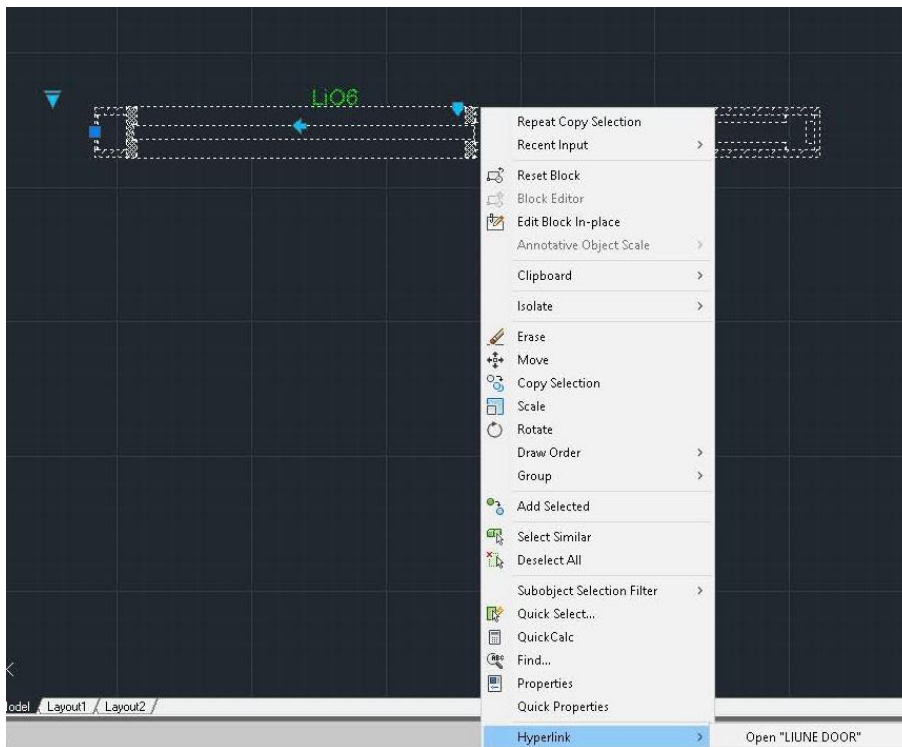 LiO6
Repeat Copy Selection
Recent Input
Reset Block
Block Editor
Edit Block In-place
Annotative Object Scale
Clipboard
Isolate
Erase
Move
Copy Selection
Scale
Rotate
Draw Order
Group
Add Selected
Select Similar
Deselect All
Subobject Selection Filter
Quick Select...
QuickCalc
Find...
Properties
Quick Properties
Hyperlink
Open "LIUNE DOOR"
odel Layout1 Layout2